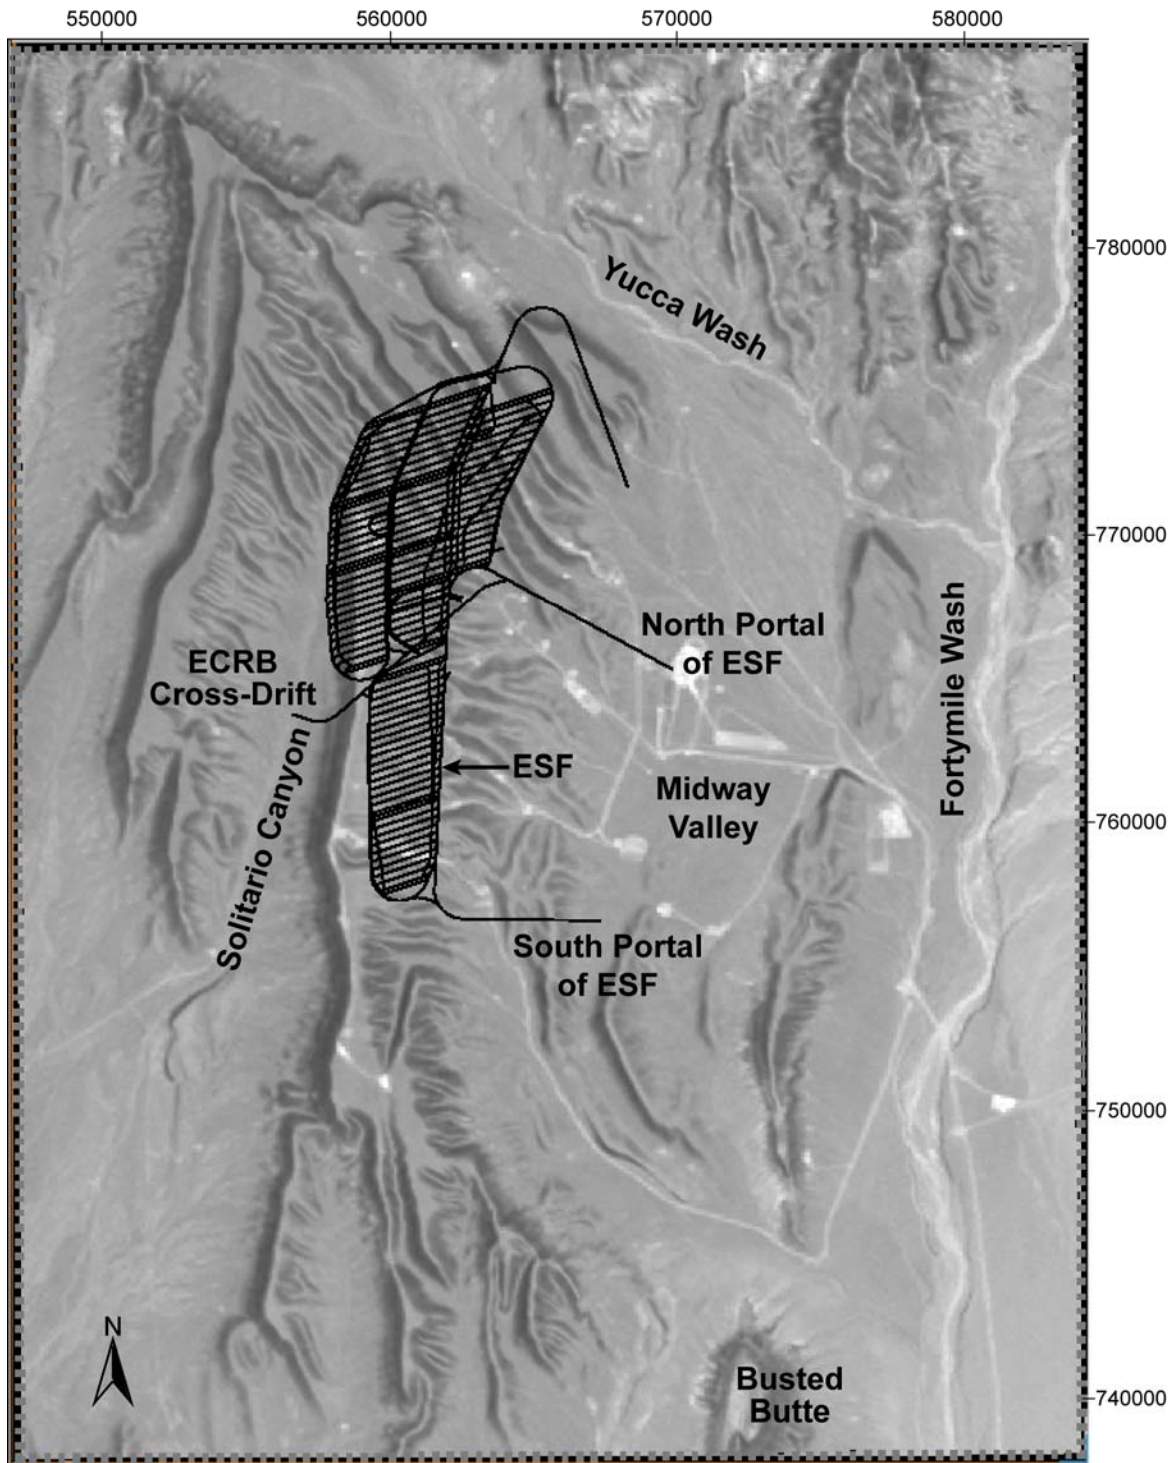 550000 560000 570000 580000
780000
Yucca Wash
770000
North Portal
of ESF
Fortymile Wash
ECRB
Cross-Drift
Solitario Canyon
ESF
Midway
Valley
760000
South Portal
of ESF
750000
N
Busted
Butte
740000